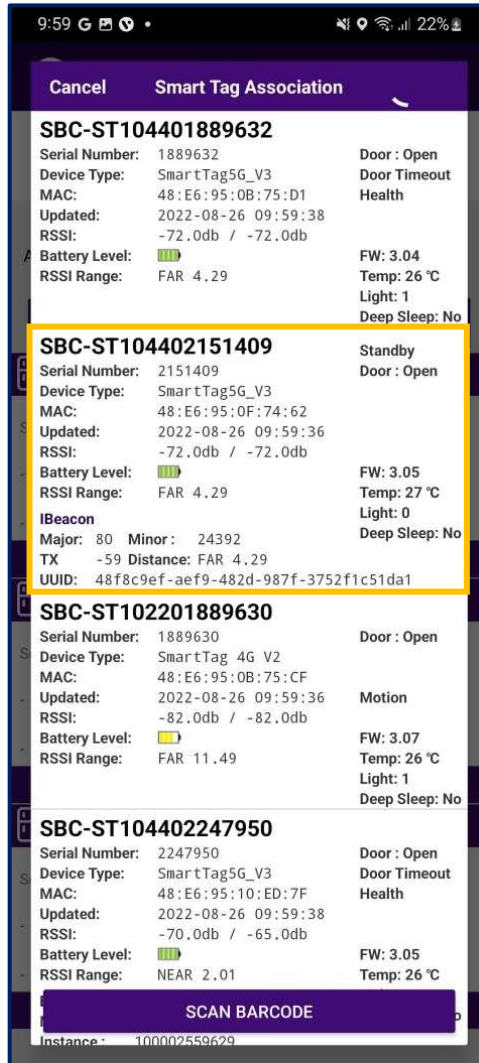 9:59 G 22%
Cancel Smart Tag Association
SBC-ST104401889632
Serial Number: 1889632 Door : Open
Device Type: SmartTag5G_V3 Door Timeout
MAC: 48:E6:95:0B:75:D1 Health
Updated: 2022-08-26 09:59:38
RSSI: -72.0db / -72.0db
Battery Level: FW: 3.04
RSSI Range: FAR 4.29 Temp: 26 °C
Light: 1
Deep Sleep: No
SBC-ST104402151409 Standby
Serial Number: 2151409 Door : Open
Device Type: SmartTag5G_V3
MAC: 48:E6:95:0F:74:62
Updated: 2022-08-26 09:59:36
RSSI: -72.0db / -72.0db
Battery Level: FW: 3.05
RSSI Range: FAR 4.29 Temp: 27 °C
IBeacon Light: 0
Major: 80 Minor : 24392 Deep Sleep: No
TX -59 Distance: FAR 4.29
UUID: 48f8c9ef-aef9-482d-987f-3752f1c51da1
SBC-ST102201889630
Serial Number: 1889630 Door : Open
Device Type: SmartTag 4G V2
MAC: 48:E6:95:0B:75:CF
Updated: 2022-08-26 09:59:36 Motion
RSSI: -82.0db / -82.0db
Battery Level: FW: 3.07
RSSI Range: FAR 11.49 Temp: 26 °C
Light: 1
Deep Sleep: No
SBC-ST104402247950
Serial Number: 2247950 Door : Open
Device Type: SmartTag5G_V3 Door Timeout
MAC: 48:E6:95:10:ED:7F Health
Updated: 2022-08-26 09:59:38
RSSI: -70.0db / -65.0db
Battery Level: FW: 3.05
RSSI Range: NEAR 2.01 Temp: 26 °C
SCAN BARCODE
Instance : 100002559629